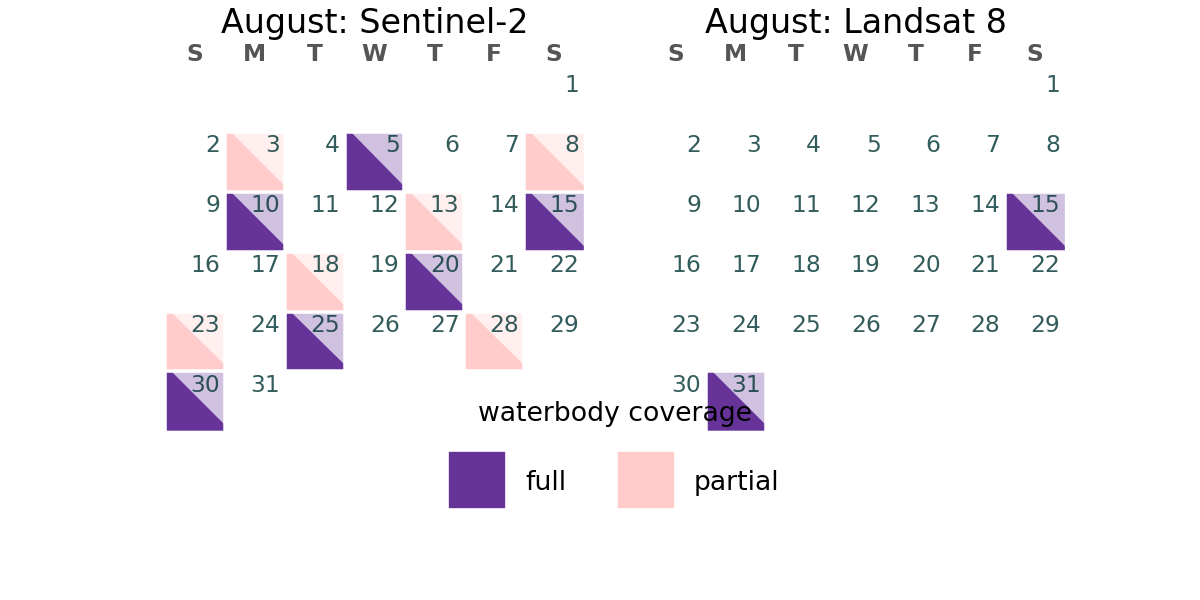 August: Sentinel-2
S M T W T F S
1
2 3 4 5 6 7 8
9 10 11 12 13 14 15
16 17 18 19 20 21 22
23 24 25 26 27 28 29
30 31
August: Landsat 8
S M T W T F S
1
2 3 4 5 6 7 8
9 10 11 12 13 14 15
16 17 18 19 20 21 22
23 24 25 26 27 28 29
30 31
waterbody coverage
full partial